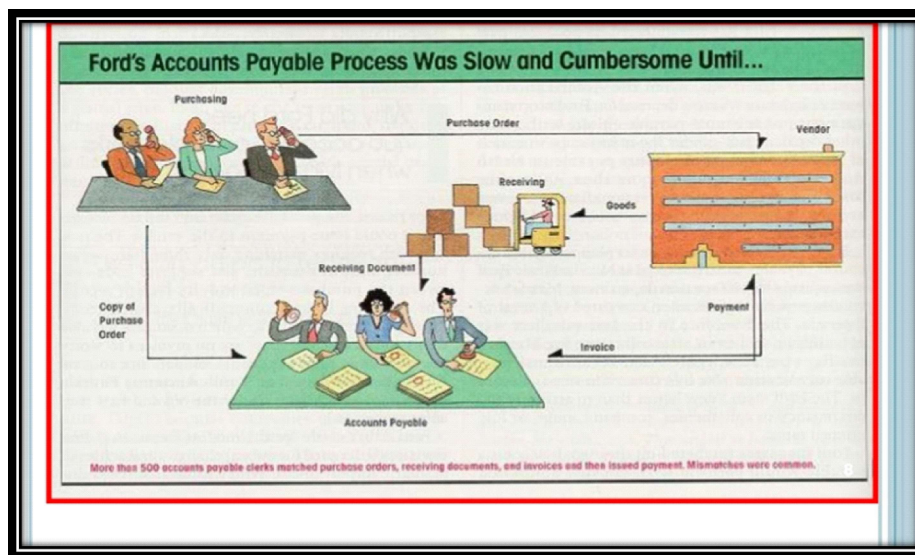 Ford's Accounts Payable Process Was Slow and Cumbersome Until...
Purchasing
Purchase Order
Vendor
Receiving
Goods
Receiving Document
Copy of
Purchase
Order
Payment
Invoice
Accounts Payable
More than 500 accounts payable clerks matched purchase orders, receiving documents, and invoices and then issued payment. Mismatches were common.
8